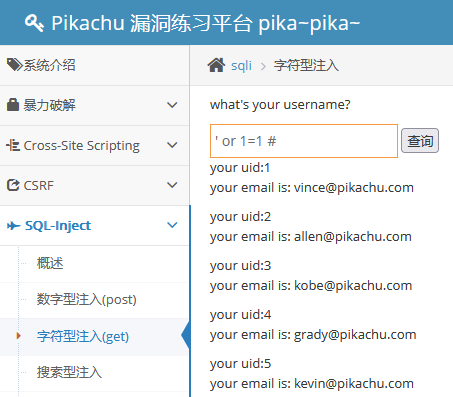 Pikachu 漏洞练习平台 pika~pika~
系统介绍
暴力破解
Cross-Site Scripting
CSRF
SQL-Inject
概述
数字型注入(post)
字符型注入(get)
搜索型注入
sqli > 字符型注入
what's your username?
' or 1=1 #
查询
your uid:1
your email is: vince@pikachu.com
your uid:2
your email is: allen@pikachu.com
your uid:3
your email is: kobe@pikachu.com
your uid:4
your email is: grady@pikachu.com
your uid:5
your email is: kevin@pikachu.com